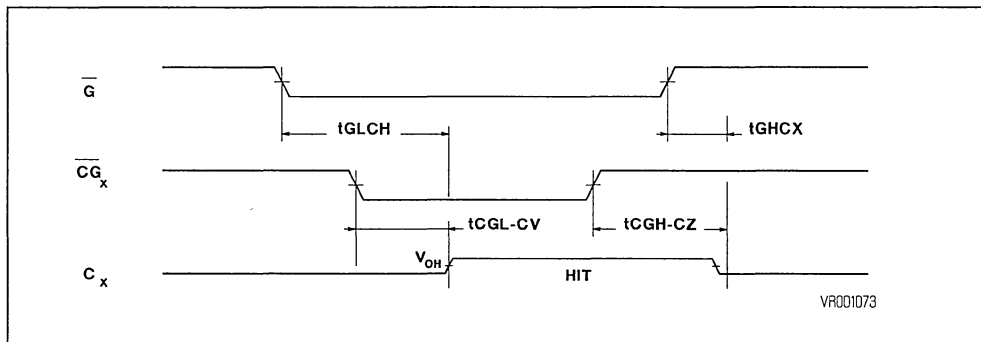 G
tGLCH
tGHCX
CGx
tCGL-CV
tCGH-CZ
VOH
Cx
HIT
VR001073